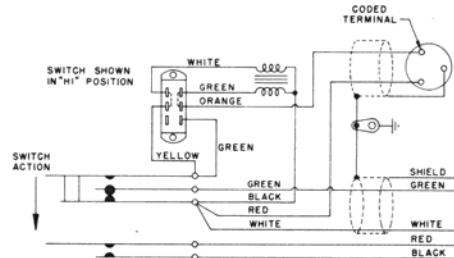 CODED
TERMINAL
WHITE
SWITCH SHOWN
IN "HI" POSITION
GREEN
ORANGE
GREEN
YELLOW
SWITCH
ACTION
SHIELD
GREEN
GREEN
BLACK
RED
WHITE
WHITE
RED
BLACK